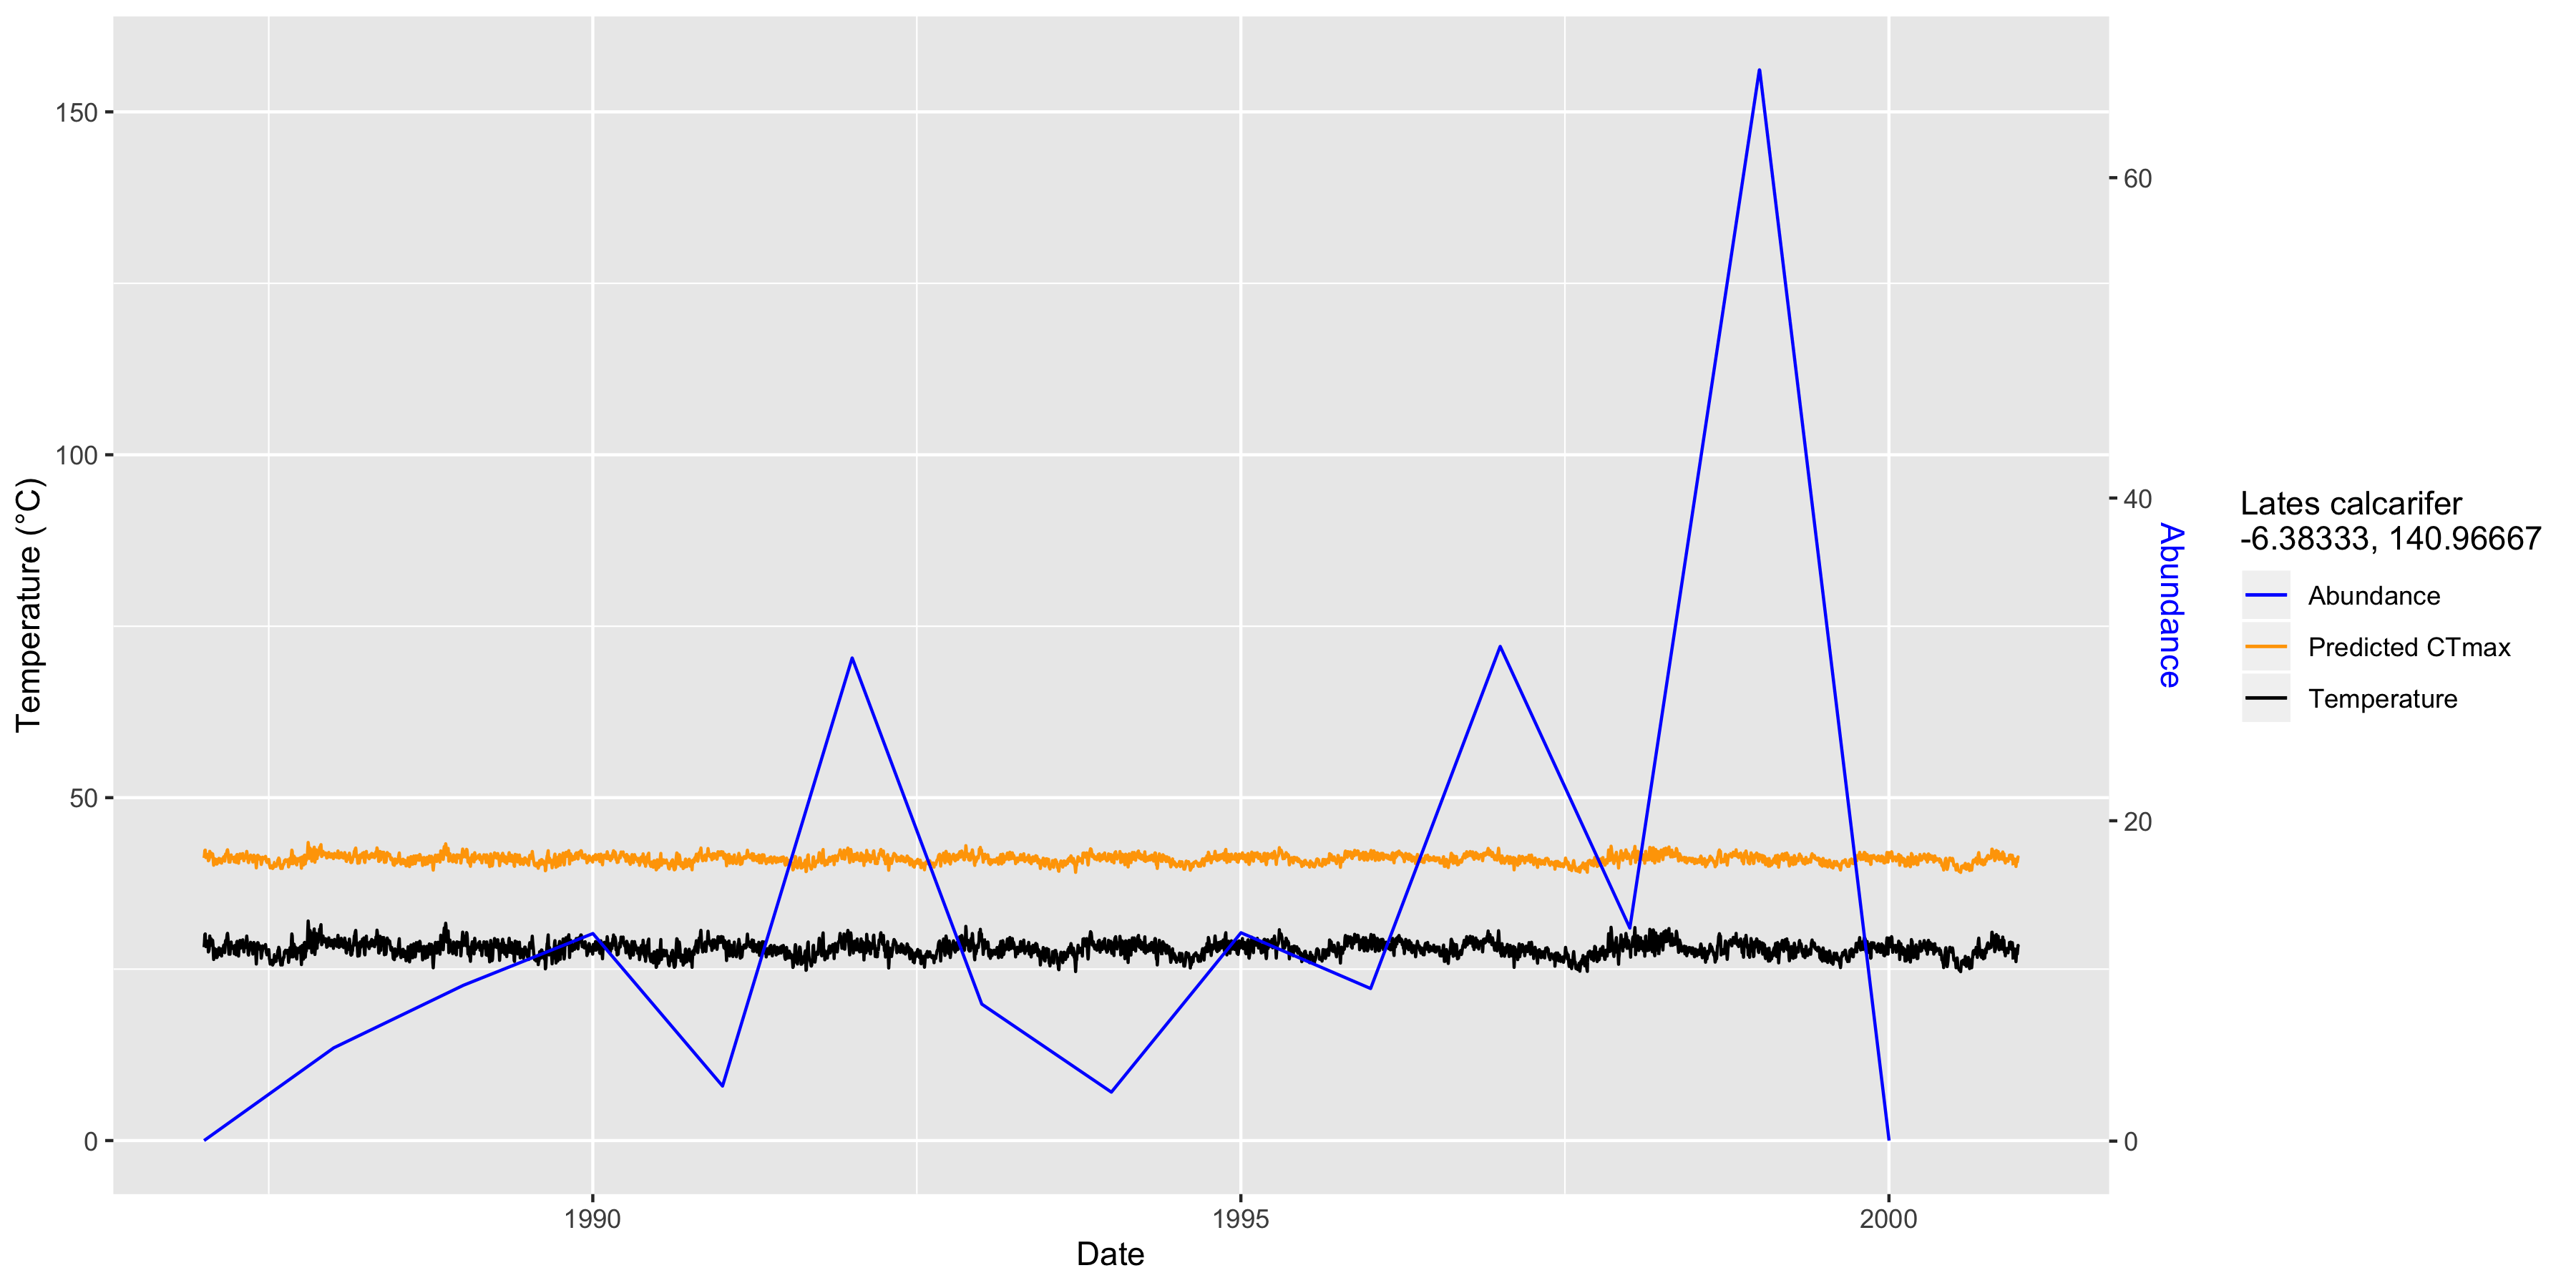 150
100
50
0
Temperature (°C)
1990
1995
2000
Date
60
40
20
0
Abundance
Lates calcarifer
-6.38333, 140.96667
Abundance
Predicted CTmax
Temperature